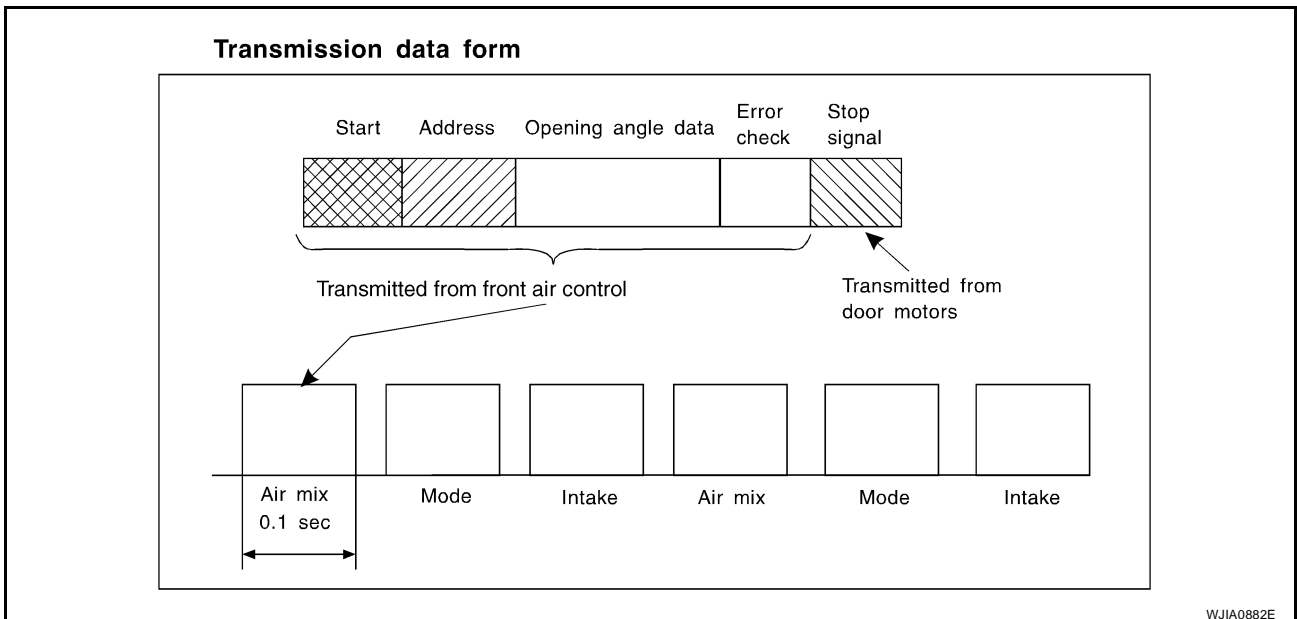 Transmission data form
Start
Address
Opening angle data
Error
check
Stop
signal
Transmitted from front air control
Transmitted from
door motors
Air mix
0.1 sec
Mode
Intake
Air mix
Mode
Intake
WJIA0882E